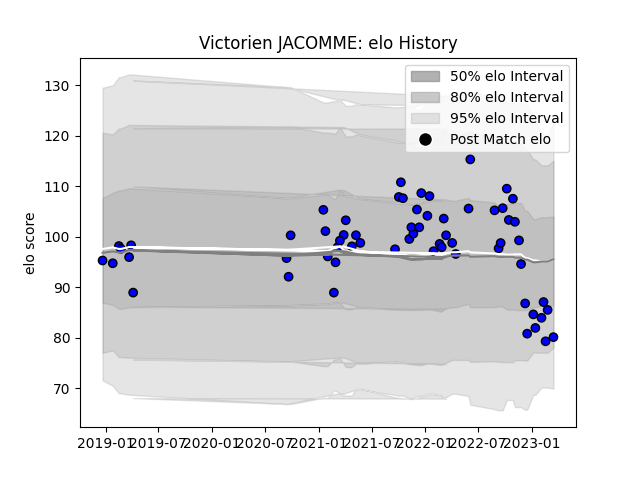 Victorien JACOMME: elo History
50% elo Interval
80% elo Interval
95% elo Interval
Post Match elo
elo score
130
120
110
100
90
80
70
2019-01 2019-07 2020-01 2020-07 2021-01 2021-07 2022-01 2022-07 2023-01